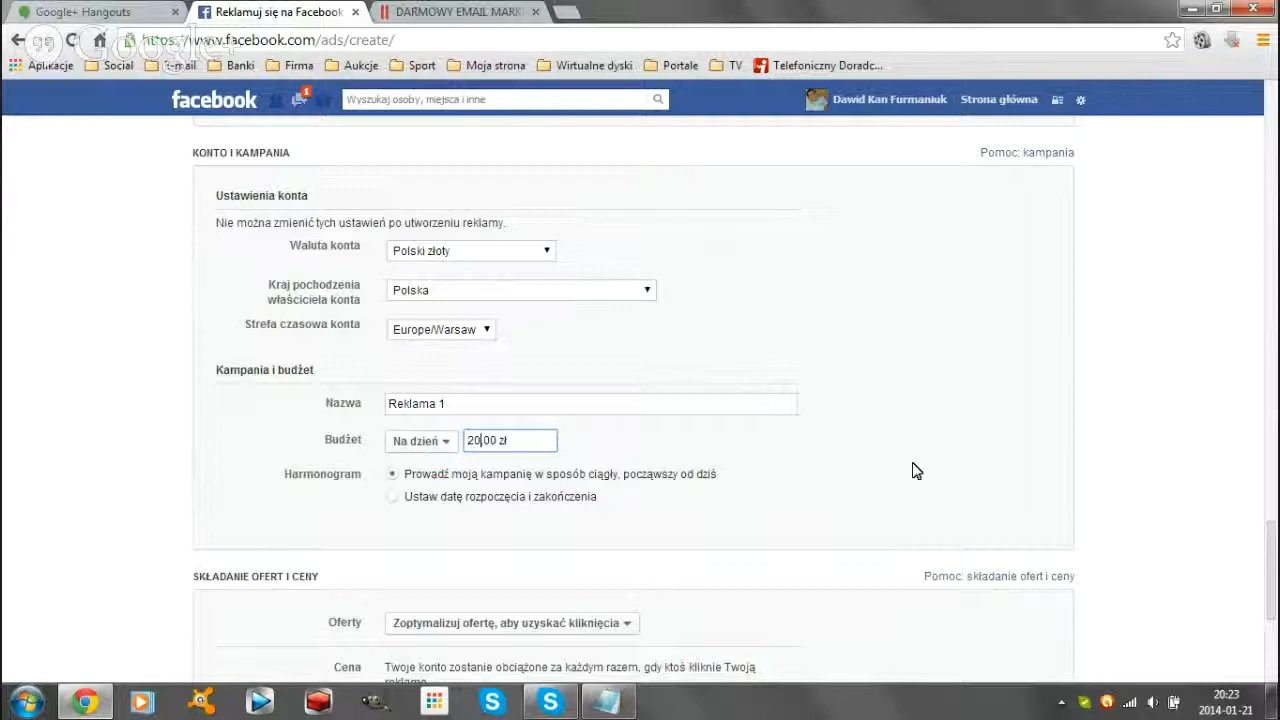 Google+ Hangouts
Reklamuj się na Facebook
DARMOWY EMAIL MARK
Google+
https://www.facebook.com/ads/create/
Aplikacje Social E-mail Banki Firma Aukcje Sport Moja strona Wirtualne dyski Portale TV Telefoniczny Doradc...
facebook
1
Wyszukaj osoby, miejsca i inne
Dawid Kan Furmaniuk
Strona główna
KONTO I KAMPANIA
Pomoc: kampania
Ustawienia konta
Nie można zmienić tych ustawień po utworzeniu reklamy.
Waluta konta
Polski złoty
Kraj pochodzenia
właściciela konta
Polska
Strefa czasowa konta
Europe/Warsaw
Kampania i budżet
Nazwa
Reklama 1
Budżet
Na dzień
20,00 zł
Harmonogram
Prowadź moją kampanię w sposób ciągły, począwszy od dziś
Ustaw datę rozpoczęcia i zakończenia
SKŁADANIE OFERT I CENY
Pomoc: składanie ofert i ceny
Oferty
Zoptymalizuj ofertę, aby uzyskać kliknięcia
Cena
Twoje konto zostanie obciążone za każdym razem, gdy ktoś kliknie Twoją
reklamę.
20:23
2014-01-21